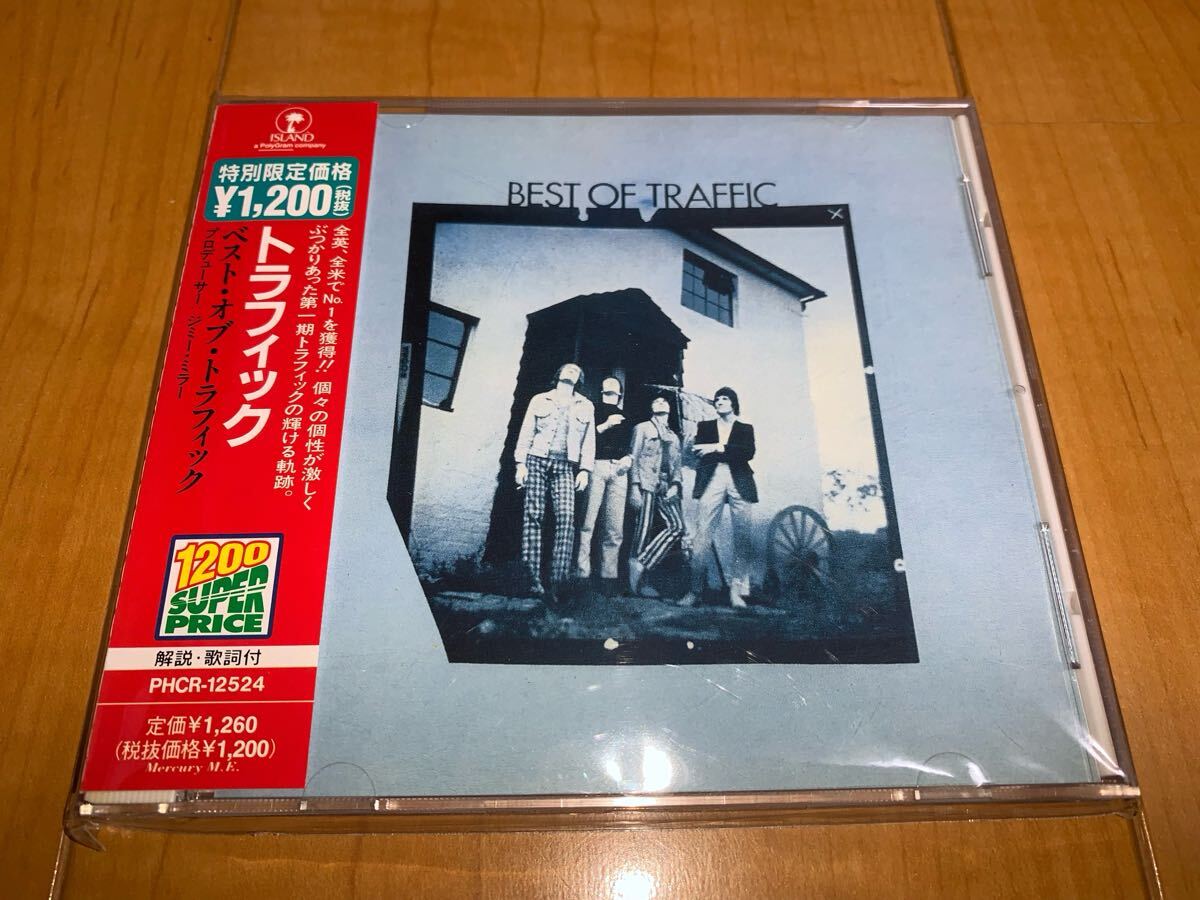 ISLAND
a PolyGram company
特別限定価格
¥1,200(税抜)
全英、全米でNo.1を獲得!! 個々の個性が激しく
ぶつかりあった第一期トラフィックの輝ける軌跡。
トラフィック
ベスト・オブ・トラフィック
プロデューサー:ジミー・ミラー
1200
SUPER
PRICE
解説・歌詞付
PHCR-12524
定価¥1,260
(税抜価格¥1,200)
Mercury M.E.
BEST OF TRAFFIC